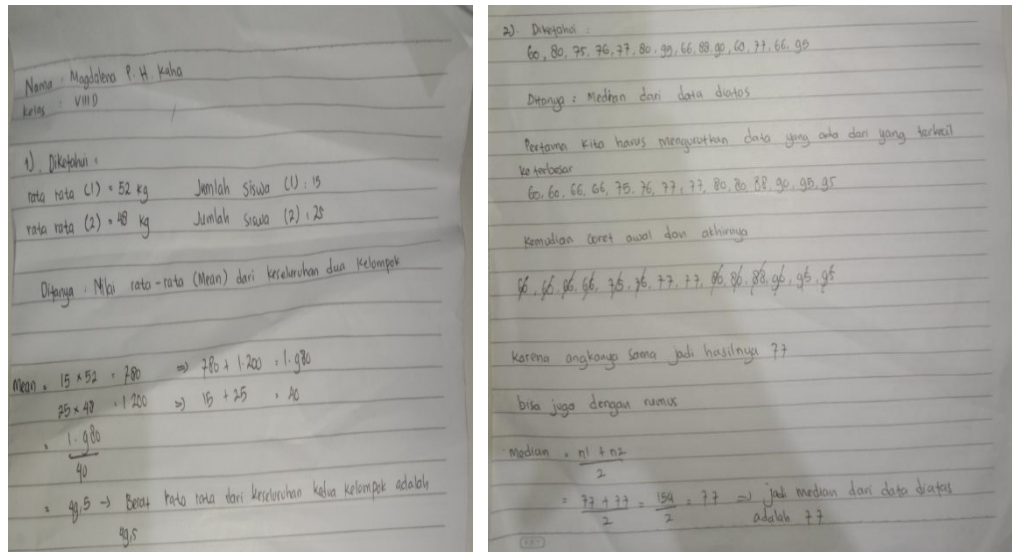 Nama : Magdalena P. H Kaha
Kelas : VIII D
1). Diketahui :
rata rata (1) = 52 kg Jumlah Siswa (1) : 15
rata rata (2) = 48 kg Jumlah Siswa (2) : 25
Ditanya : Nilai rata-rata (Mean) dari keseluruhan dua kelompok
Mean = 15 x 52 = 780 => 780 + 1.200 = 1.980
25 x 48 = 1.200 => 15 + 25 = 40
= 1.980
40
= 49,5 -> Berat rata rata dari keseluruhan kedua kelompok adalah
49,5
2). Diketahui :
60, 80, 75, 76, 77, 80, 95, 66, 88, 90, 60, 77, 66, 95
Ditanya : Median dari data diatas
Pertama kita harus mengurutkan data yang ada dari yang terkecil
ke terbesar
60, 60, 66, 66, 75, 76, 77, 77, 80, 80 88, 90, 95, 95
Kemudian coret awal dan akhirnya
66, 75, 76, 77, 77, 80, 80, 88, 90, 95, 95
Karena angkanya sama jadi hasilnya 77
bisa juga dengan rumus
Median = n1 + n2
2
= 77 + 77 = 154 = 77 => jadi median dari data diatas
2 2 adalah 77